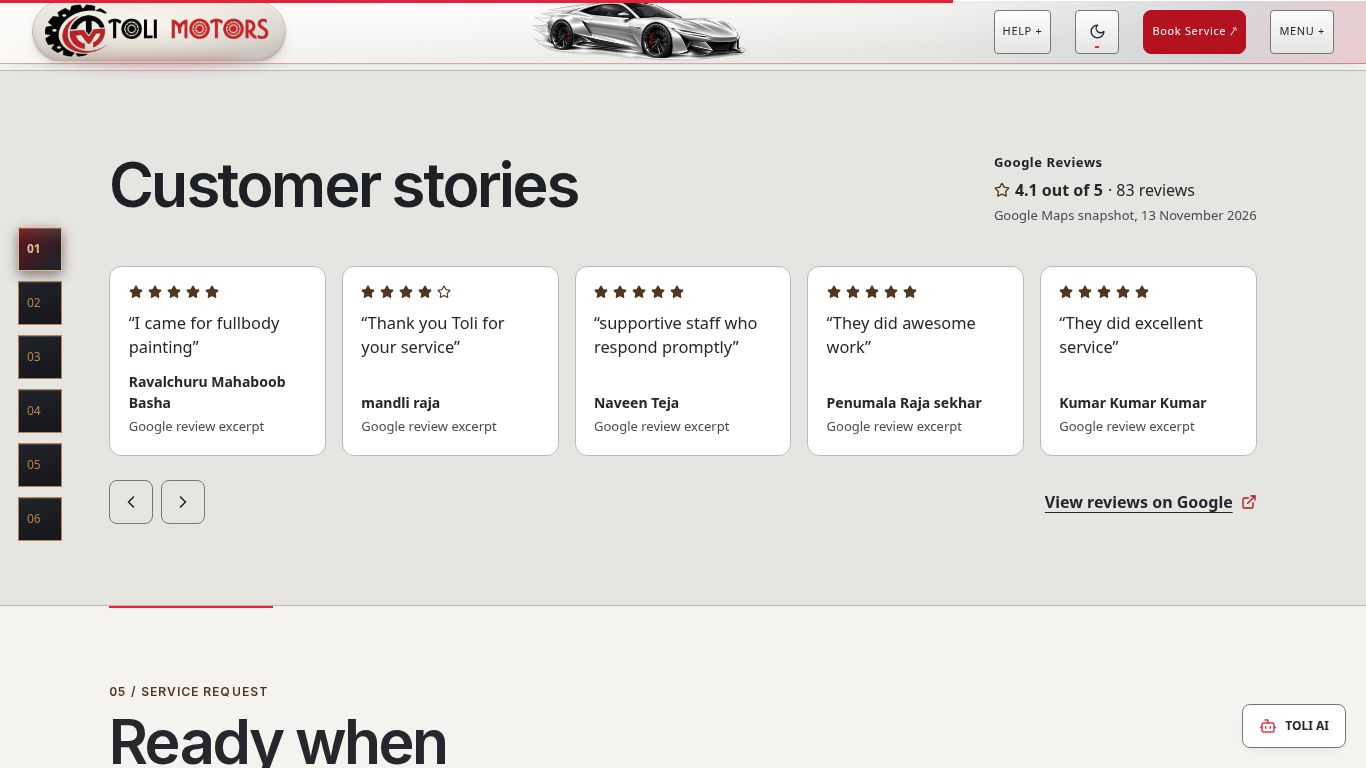 TOLI MOTORS
HELP +
Book Service ↗
MENU +
Customer stories
Google Reviews
4.1 out of 5 · 83 reviews
Google Maps snapshot, 13 November 2026
01
02
03
04
05
06
“I came for fullbody
painting”
Ravalchuru Mahaboob
Basha
Google review excerpt
“Thank you Toli for
your service”
mandli raja
Google review excerpt
“supportive staff who
respond promptly”
Naveen Teja
Google review excerpt
“They did awesome
work”
Penumala Raja sekhar
Google review excerpt
“They did excellent
service”
Kumar Kumar Kumar
Google review excerpt
View reviews on Google
05 / SERVICE REQUEST
Ready when
TOLI AI